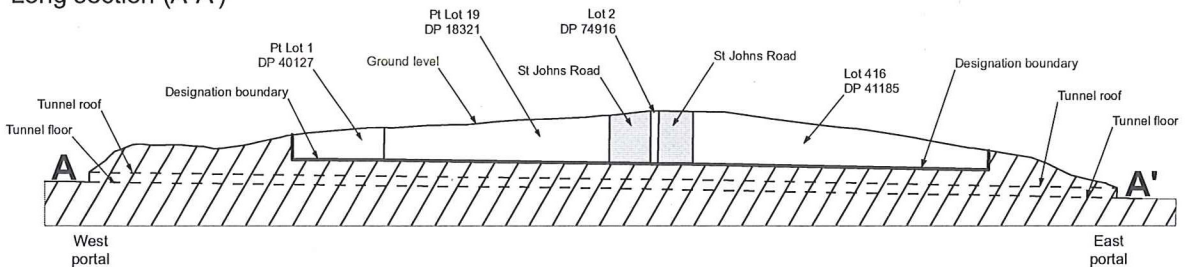 Long section (A-A')
Pt Lot 19
DP 18321
Lot 2
DP 74916
Pt Lot 1
DP 40127
Ground level
St Johns Road
St Johns Road
Lot 416
DP 41185
Designation boundary
Designation boundary
Tunnel roof
Tunnel floor
Tunnel roof
Tunnel floor
A
A'
West
portal
East
portal